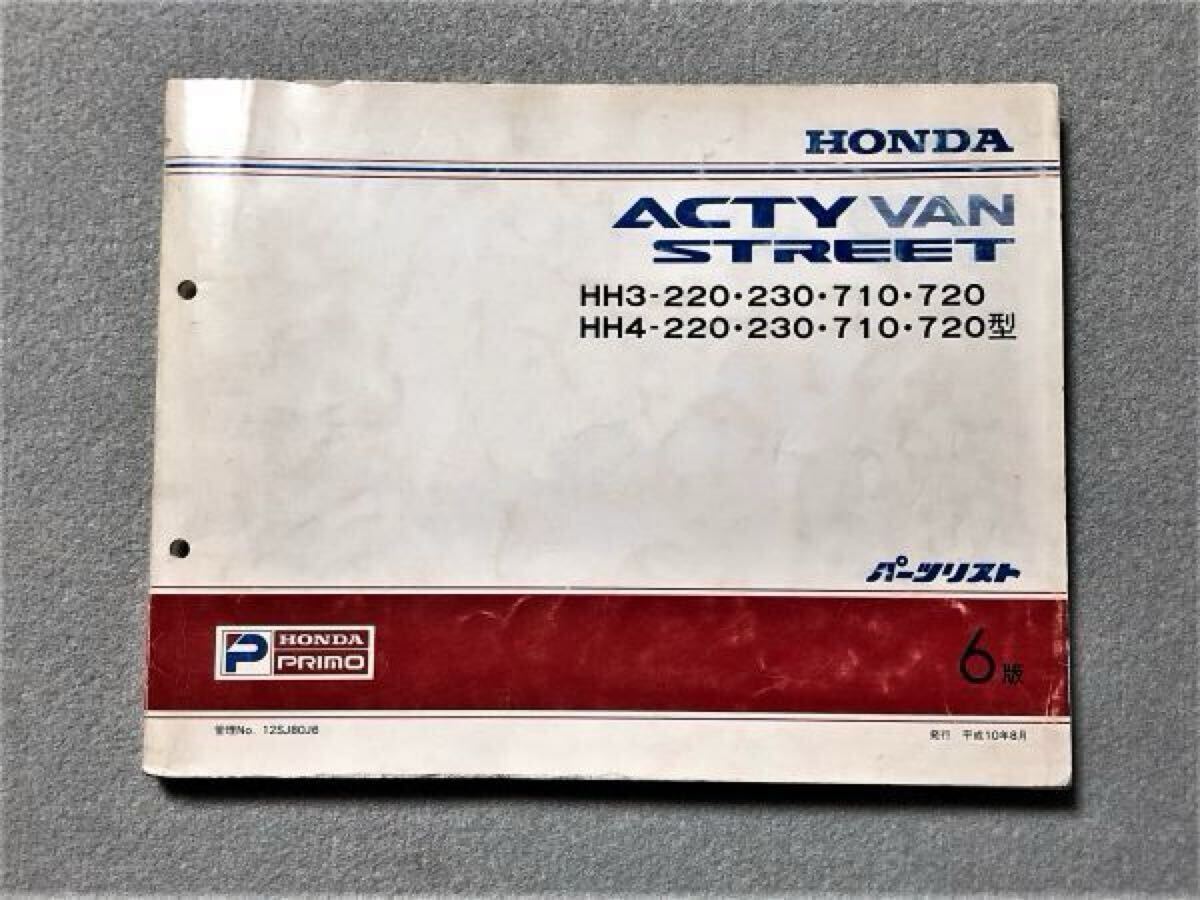 HONDA
ACTY VAN
STREET
HH3-220・230・710・720
HH4-220・230・710・720型
パーツリスト
P HONDA
PRIMO
6版
管理No. 12SJ80J6
発行 平成10年8月